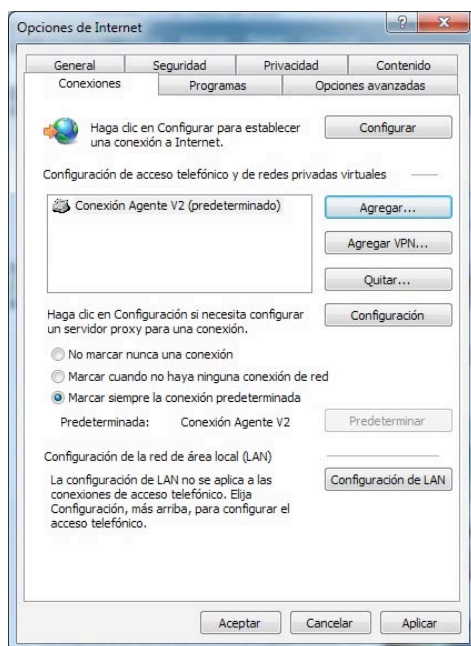 Opciones de Internet
General
Seguridad
Privacidad
Contenido
Conexiones
Programas
Opciones avanzadas
Haga clic en Configurar para establecer
una conexión a Internet.
Configurar
Configuración de acceso telefónico y de redes privadas virtuales
Conexión Agente V2 (predeterminado)
Agregar...
Agregar VPN...
Quitar...
Haga clic en Configuración si necesita configurar
un servidor proxy para una conexión.
Configuración
No marcar nunca una conexión
Marcar cuando no haya ninguna conexión de red
Marcar siempre la conexión predeterminada
Predeterminada: Conexión Agente V2
Predeterminar
Configuración de la red de área local (LAN)
La configuración de LAN no se aplica a las
conexiones de acceso telefónico. Elija
Configuración, más arriba, para configurar el
acceso telefónico.
Configuración de LAN
Aceptar
Cancelar
Aplicar